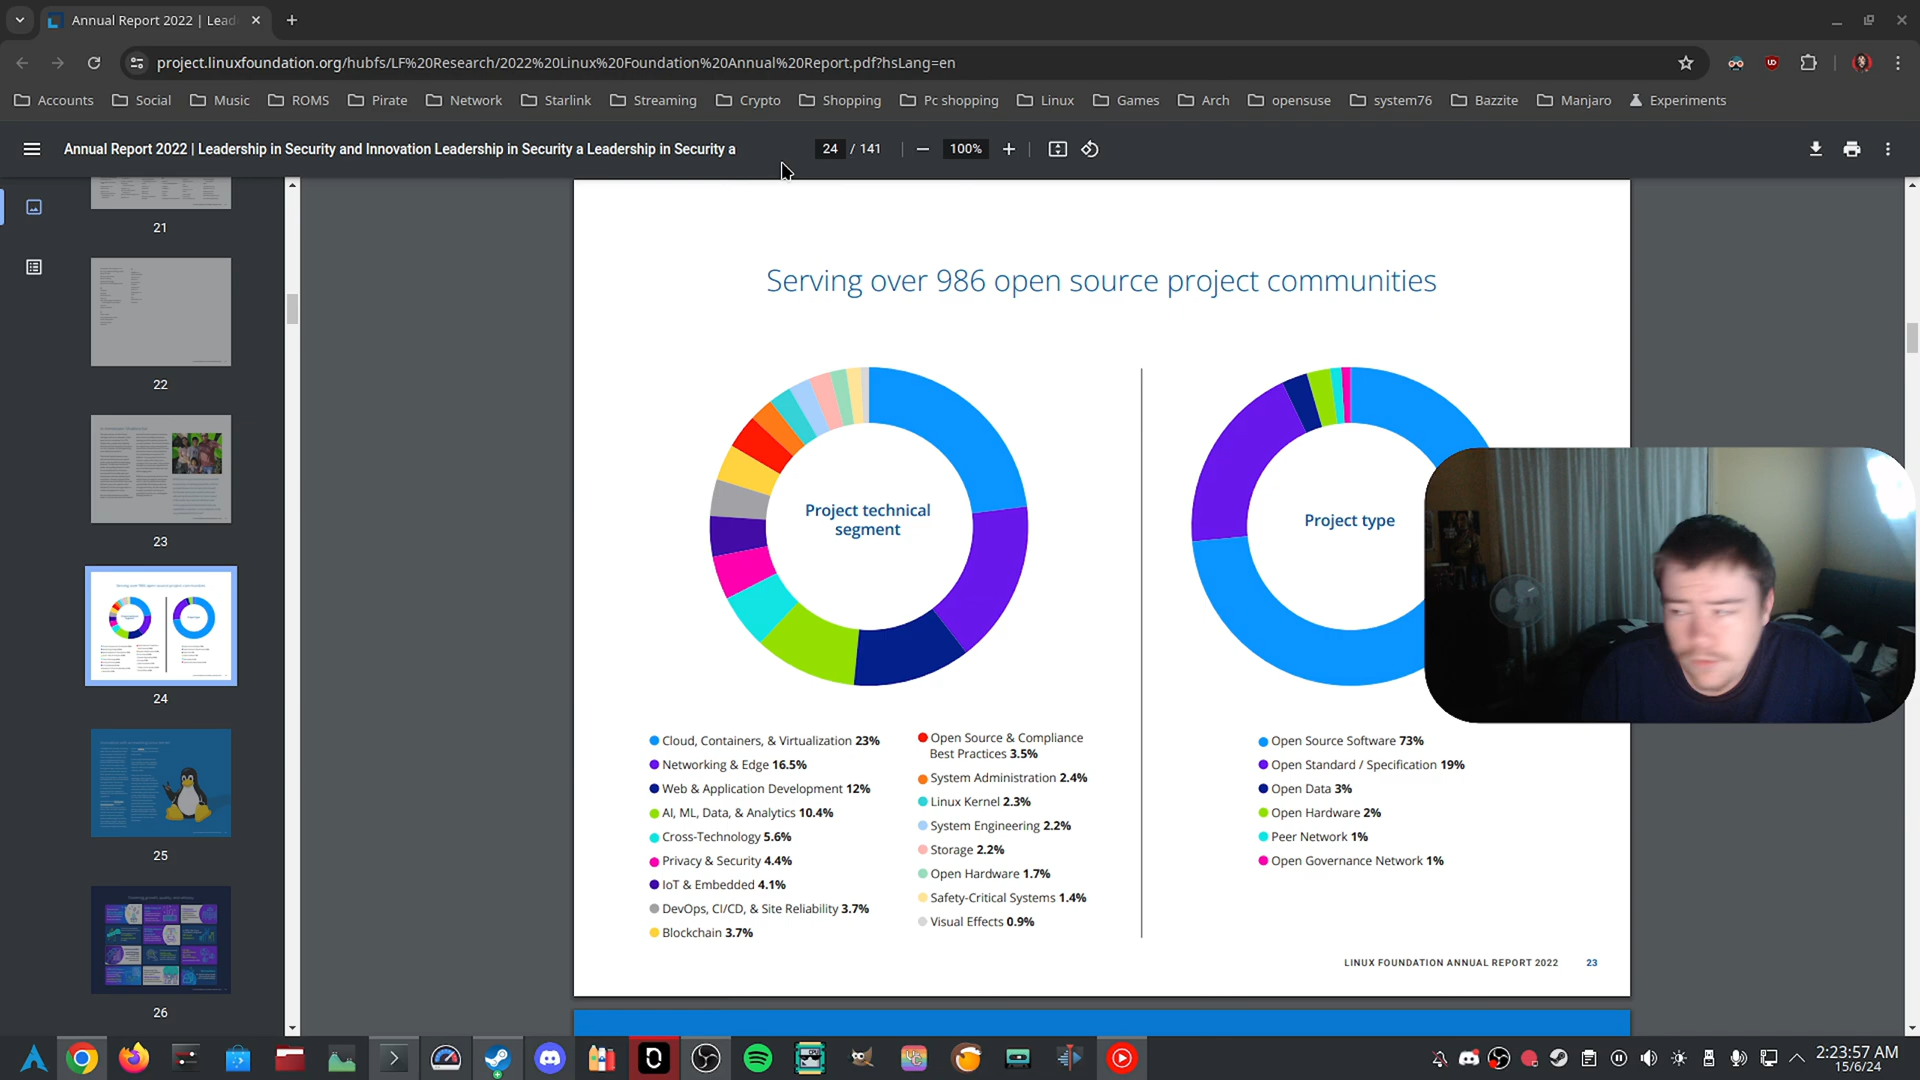 Annual Report 2022 | Lead
project.linuxfoundation.org/hubfs/LF%20Research/2022%20Linux%20Foundation%20Annual%20Report.pdf?hsLang=en
Accounts Social Music ROMS Pirate Network Starlink Streaming Crypto Shopping Pc shopping Linux Games Arch opensuse system76 Bazzite Manjaro Experiments
Annual Report 2022 | Leadership in Security and Innovation Leadership in Security a Leadership in Security a
24 / 141
100%
21
22
23
24
25
26
Serving over 986 open source project communities
Project technical
segment
Cloud, Containers, & Virtualization 23%
Networking & Edge 16.5%
Web & Application Development 12%
AI, ML, Data, & Analytics 10.4%
Cross-Technology 5.6%
Privacy & Security 4.4%
IoT & Embedded 4.1%
DevOps, CI/CD, & Site Reliability 3.7%
Blockchain 3.7%
Open Source & Compliance
Best Practices 3.5%
System Administration 2.4%
Linux Kernel 2.3%
System Engineering 2.2%
Storage 2.2%
Open Hardware 1.7%
Safety-Critical Systems 1.4%
Visual Effects 0.9%
Project type
Open Source Software 73%
Open Standard / Specification 19%
Open Data 3%
Open Hardware 2%
Peer Network 1%
Open Governance Network 1%
LINUX FOUNDATION ANNUAL REPORT 2022 23
2:23:57 AM
15/6/24